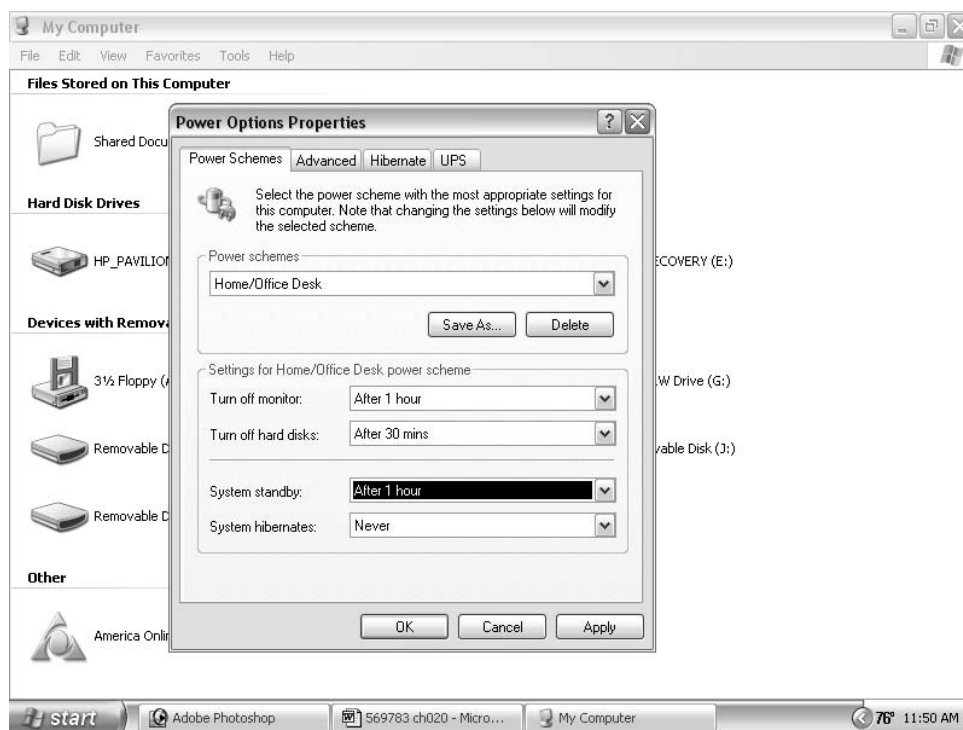 My Computer
File Edit View Favorites Tools Help
Files Stored on This Computer
Shared Docu
Hard Disk Drives
HP_PAVILION
ECOVERY (E:)
Devices with Remova
3½ Floppy (A
W Drive (G:)
Removable D
vable Disk (J:)
Removable D
Other
America Onlin
Power Options Properties
Power Schemes Advanced Hibernate UPS
Select the power scheme with the most appropriate settings for
this computer. Note that changing the settings below will modify
the selected scheme.
Power schemes
Home/Office Desk
Save As... Delete
Settings for Home/Office Desk power scheme
Turn off monitor: After 1 hour
Turn off hard disks: After 30 mins
System standby: After 1 hour
System hibernates: Never
OK Cancel Apply
start Adobe Photoshop 569783 ch020 - Micro... My Computer 76° 11:50 AM